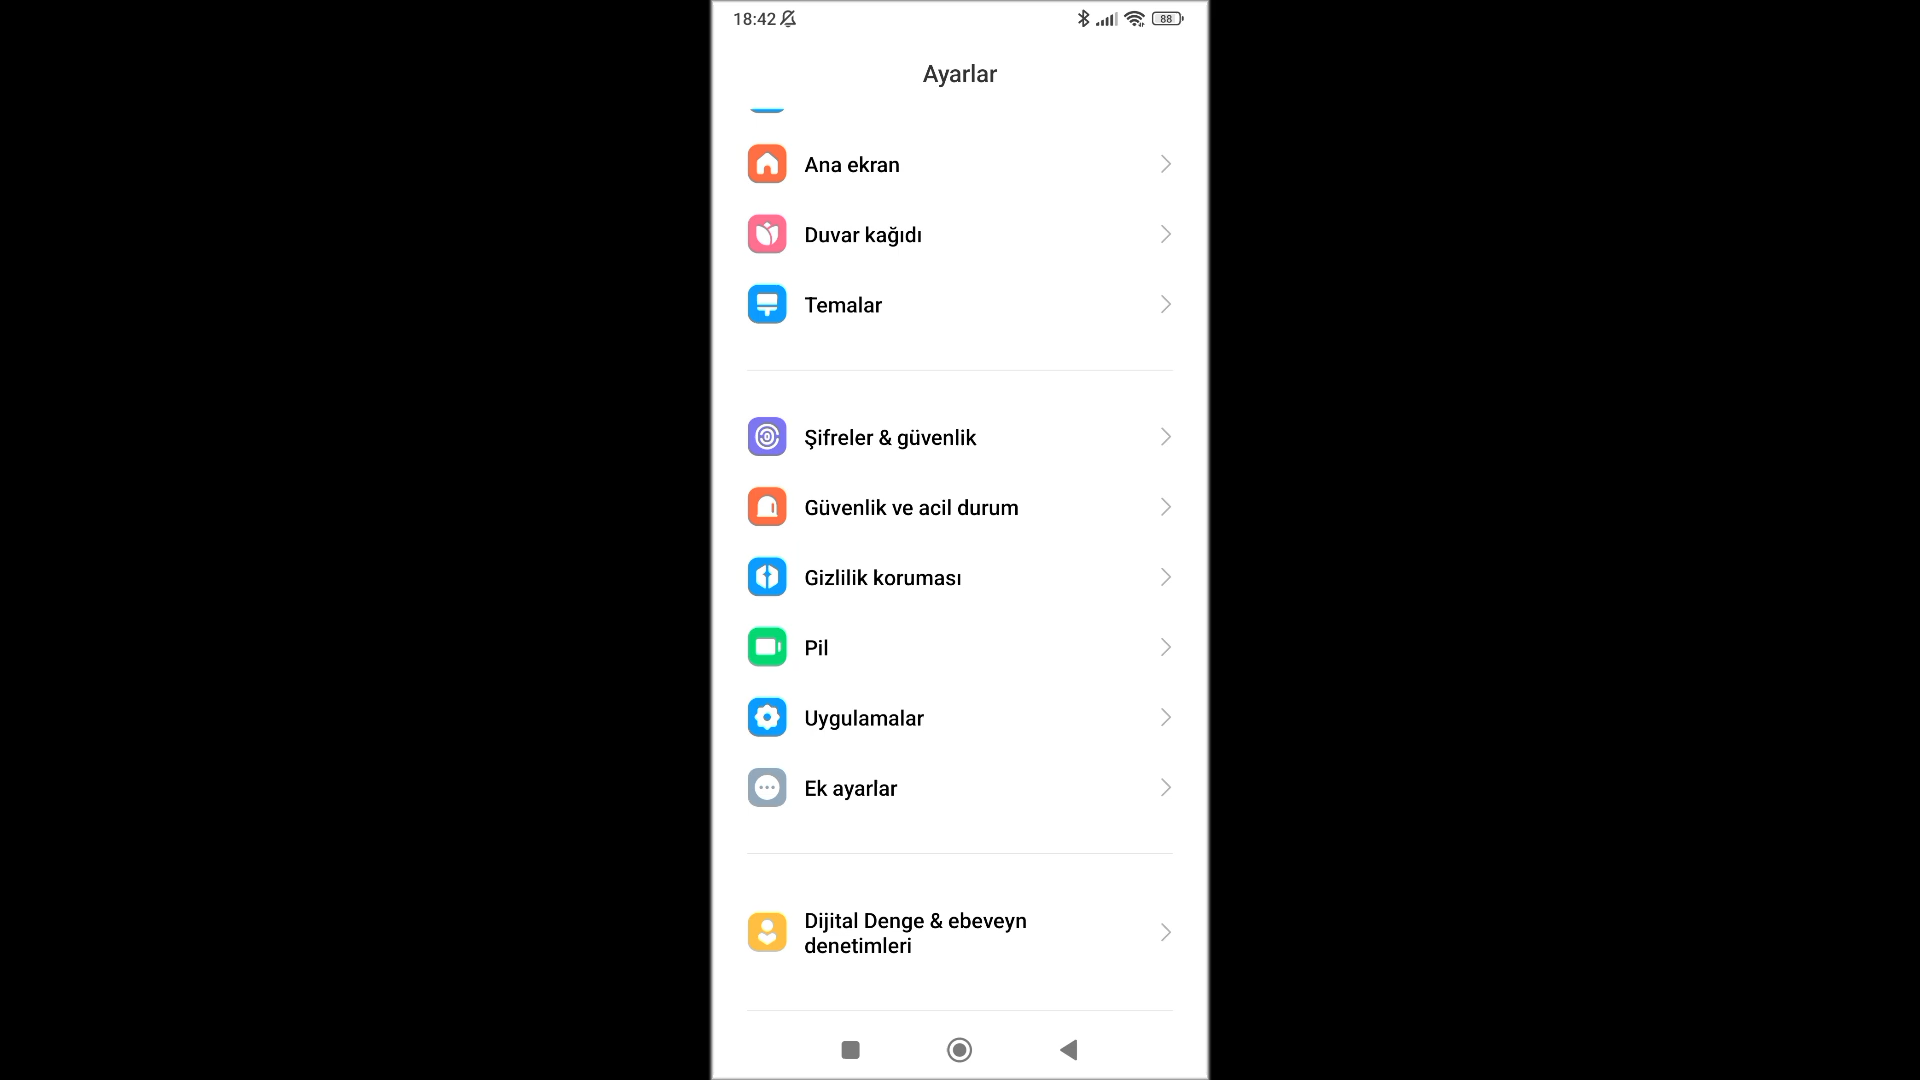 18:42
88
Ayarlar
Ana ekran
Duvar kağıdı
Temalar
Şifreler & güvenlik
Güvenlik ve acil durum
Gizlilik koruması
Pil
Uygulamalar
Ek ayarlar
Dijital Denge & ebeveyn
denetimleri